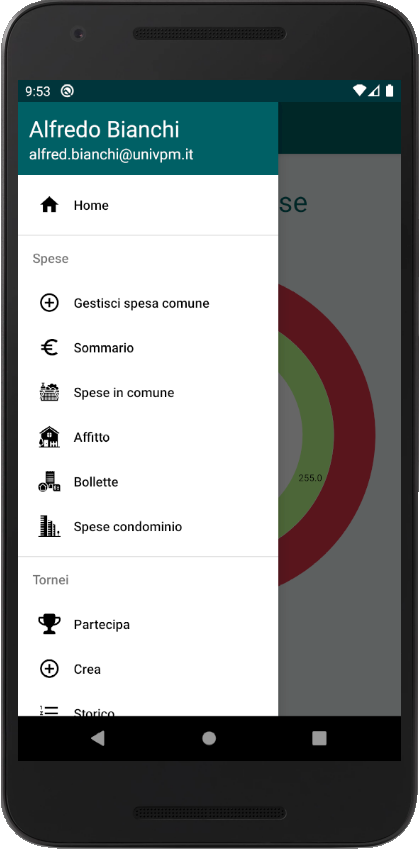 9:53
Alfredo Bianchi
alfred.bianchi@univpm.it
se
Home
Spese
Gestisci spesa comune
Sommario
Spese in comune
Affitto
255.0
Bollette
Spese condominio
Tornei
Partecipa
Crea
Storico